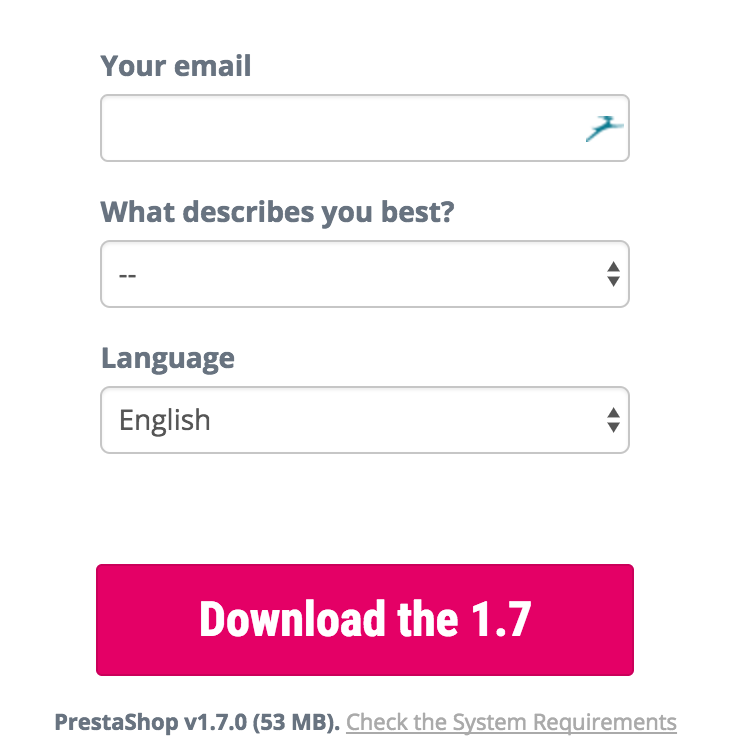 Your email
What describes you best?
--
Language
English
Download the 1.7
PrestaShop v1.7.0 (53 MB). Check the System Requirements